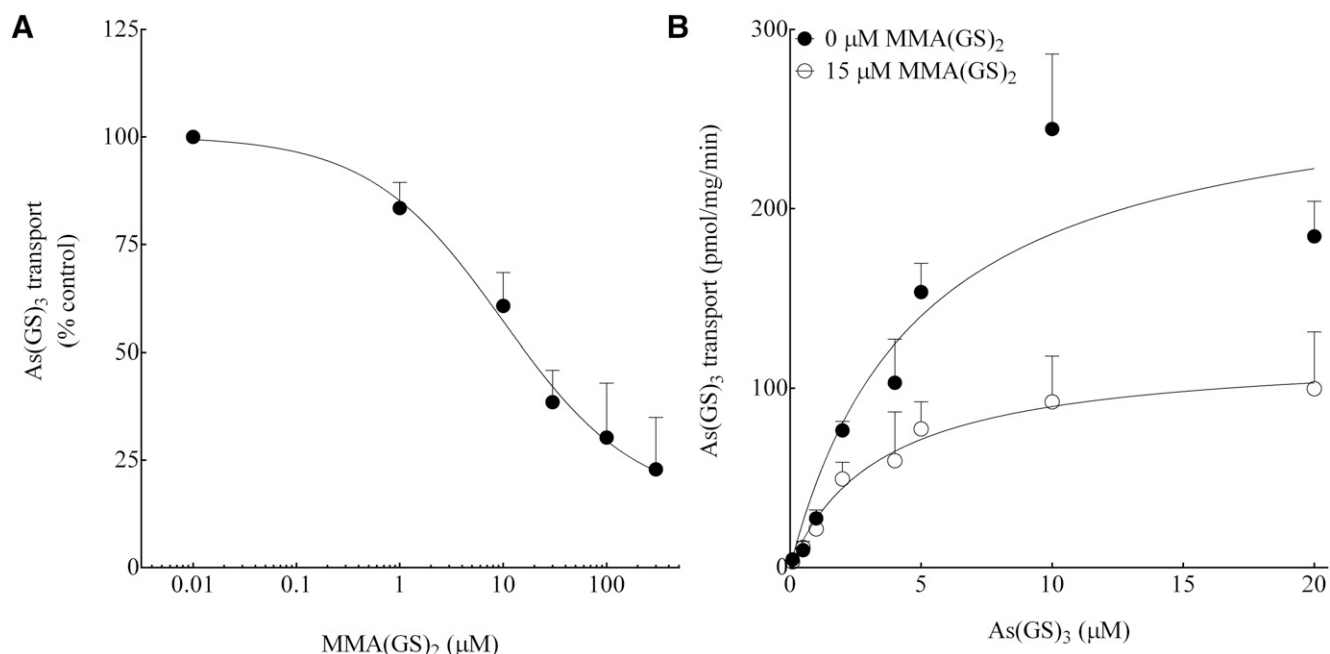 A
125
100
75
50
25
0
As(GS)₃ transport
(% control)
0.01 0.1 1 10 100
MMA(GS)₂ (μM)
B
● 0 μM MMA(GS)₂
○ 15 μM MMA(GS)₂
300
200
100
0
As(GS)₃ transport (pmol/mg/min)
0 5 10 15 20
As(GS)₃ (μM)